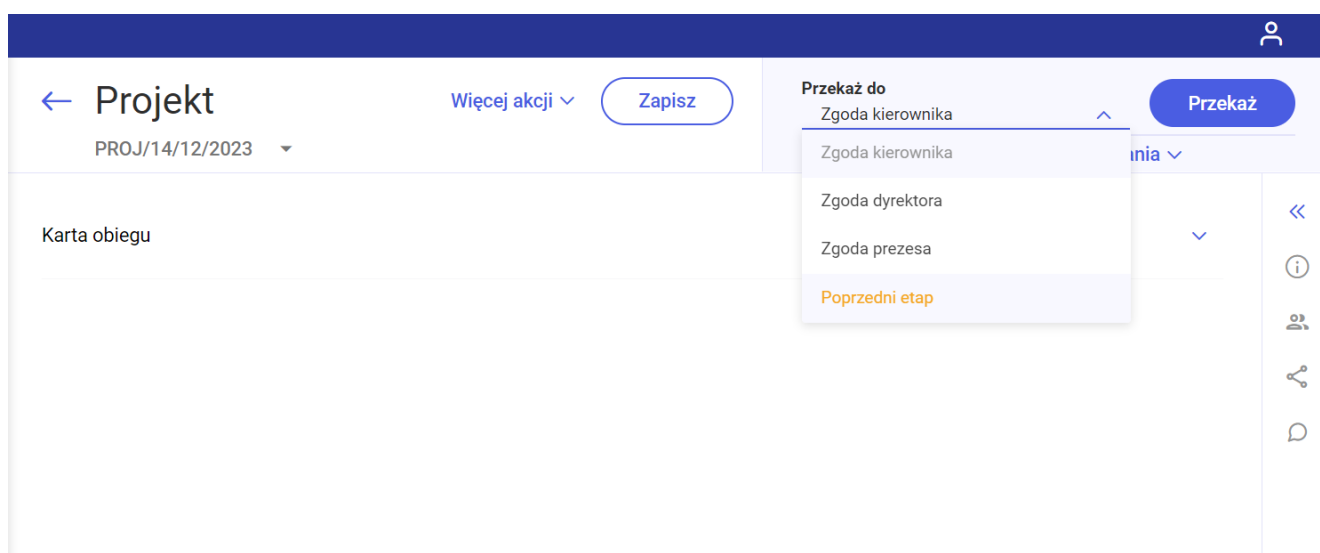 Projekt
PROJ/14/12/2023
Więcej akcji
Zapisz
Przekaż do
Zgoda kierownika
Przekaż
Zgoda kierownika
Zgoda dyrektora
Zgoda prezesa
Poprzedni etap
Karta obiegu